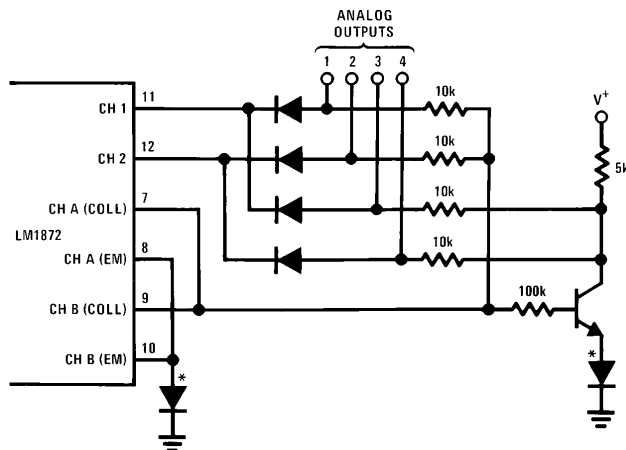 ANALOG
OUTPUTS
1 2 3 4
CH 1 11 10k V+
CH 2 12 10k 5k
CH A (COLL) 7 10k
LM1872
CH A (EM) 8 10k
CH B (COLL) 9 100k
CH B (EM) 10
* *